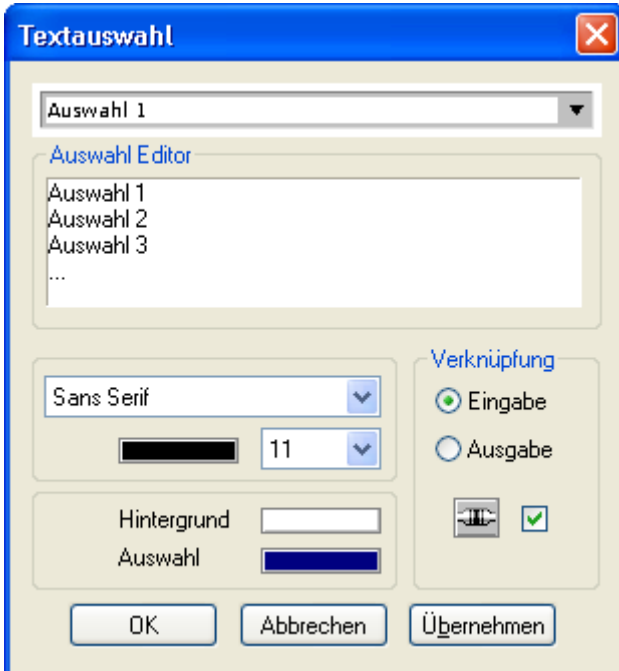 Textauswahl
Auswahl 1
Auswahl Editor
Auswahl 1
Auswahl 2
Auswahl 3
...
Sans Serif
11
Verknüpfung
Eingabe
Ausgabe
Hintergrund
Auswahl
OK
Abbrechen
Übernehmen